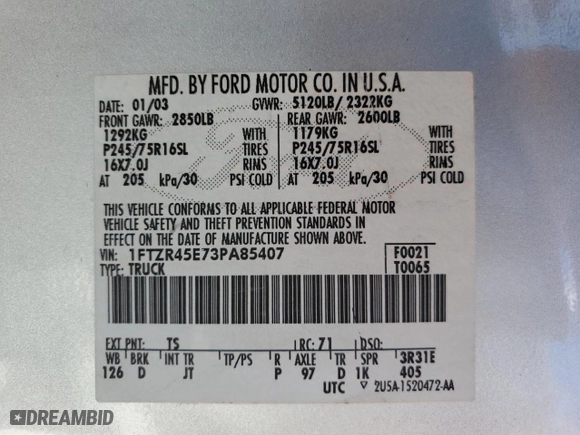 MFD. BY FORD MOTOR CO. IN U.S.A.
DATE: 01/03 GVWR: 5120LB/ 2322KG
FRONT GAWR: 2850LB REAR GAWR: 2600LB
1292KG WITH 1179KG WITH
P245/75R16SL TIRES P245/75R16SL TIRES
16X7.0J RIMS 16X7.0J RIMS
AT 205 kPa/30 PSI COLD AT 205 kPa/30 PSI COLD
THIS VEHICLE CONFORMS TO ALL APPLICABLE FEDERAL MOTOR
VEHICLE SAFETY AND THEFT PREVENTION STANDARDS IN
EFFECT ON THE DATE OF MANUFACTURE SHOWN ABOVE.
VIN: 1FTZR45E73PA85407 F0021
TYPE: TRUCK T0065
EXT PNT: TS RC: 71 DSO:
WB BRK INT TR TP/PS R AXLE TR SPR 3R31E
126 D JT P 97 D 1K 405
UTC ▽ 2U5A-1520472-AA
DREAMBID